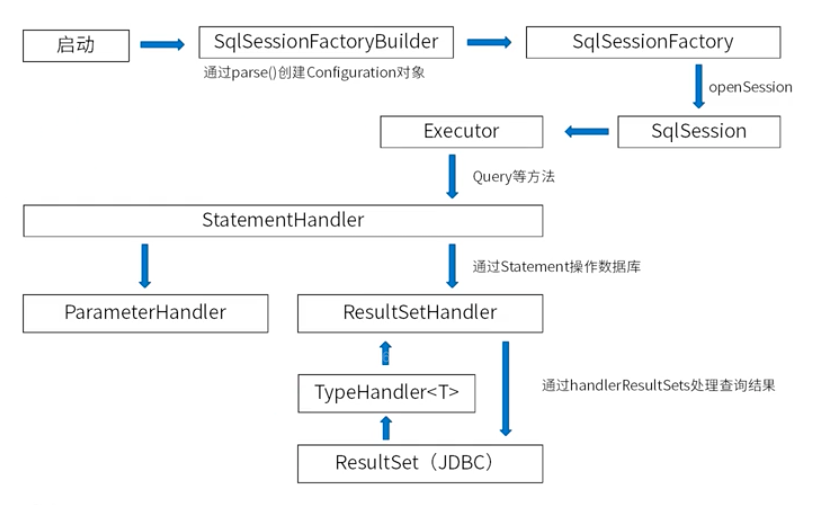 启动
SqlSessionFactoryBuilder
SqlSessionFactory
通过parse()创建Configuration对象
openSession
Executor
SqlSession
Query等方法
StatementHandler
通过Statement操作数据库
ParameterHandler
ResultSetHandler
TypeHandler<T>
通过handlerResultSets处理查询结果
ResultSet（JDBC）